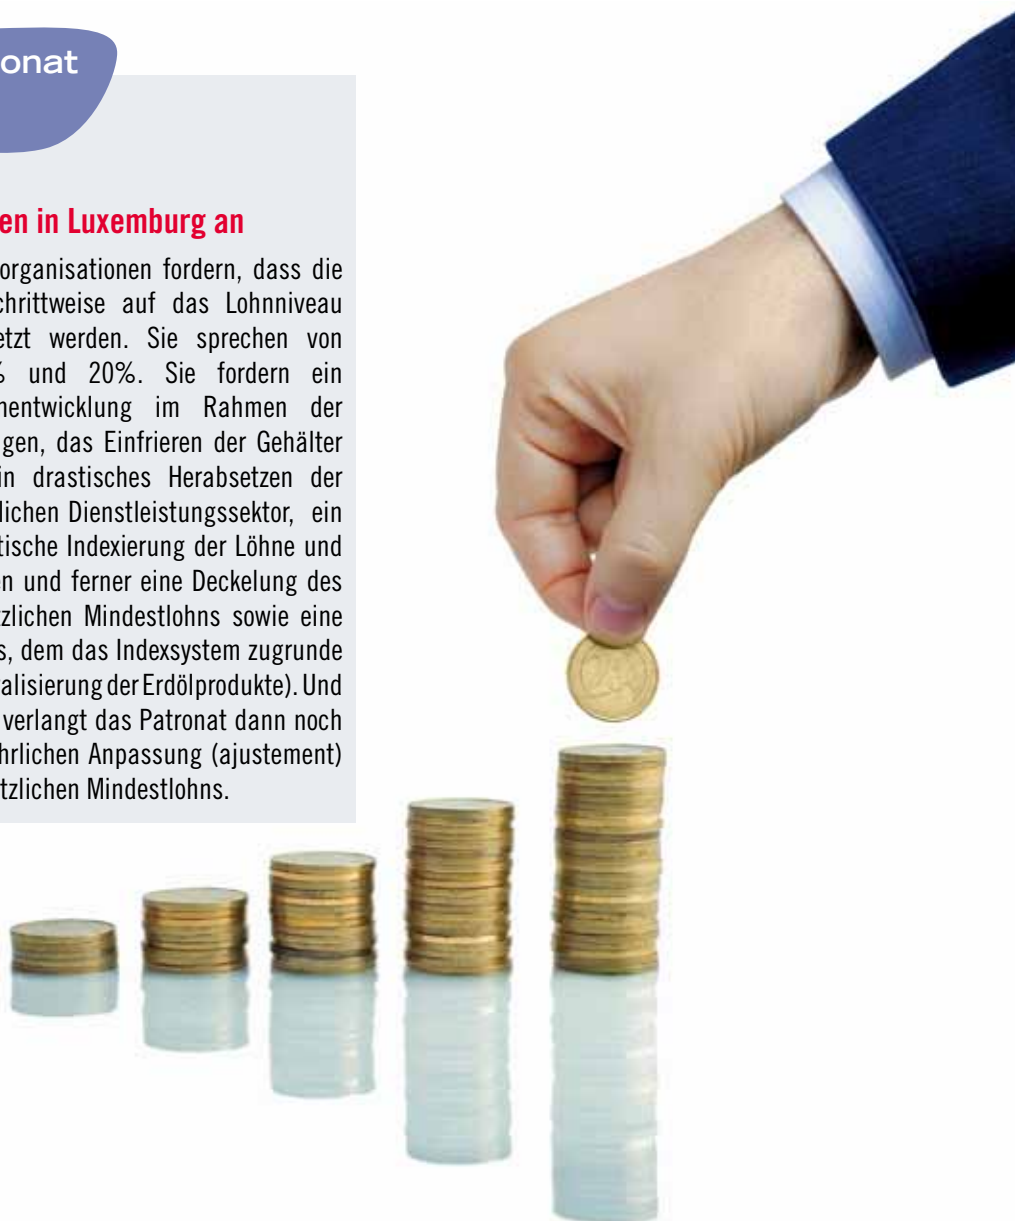 onat
en in Luxemburg an
organisationen fordern, dass die
chrittweise auf das Lohnniveau
etzt werden. Sie sprechen von
% und 20%. Sie fordern ein
nentwicklung im Rahmen der
gen, das Einfrieren der Gehälter
in drastisches Herabsetzen der
lichen Dienstleistungssektor, ein
tische Indexierung der Löhne und
en und ferner eine Deckelung des
tzlichen Mindestlohns sowie eine
s, dem das Indexsystem zugrunde
alisierung der Erdölprodukte). Und
verlangt das Patronat dann noch
hrlichen Anpassung (ajustement)
tzlichen Mindestlohns.